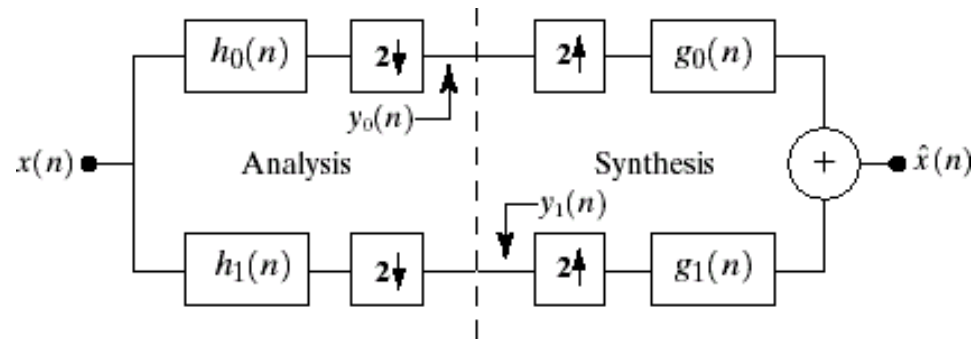 h₀(n) 2↓ 2↑ g₀(n)
y₀(n)
x(n) Analysis Synthesis + x̂(n)
y₁(n)
h₁(n) 2↓ 2↑ g₁(n)